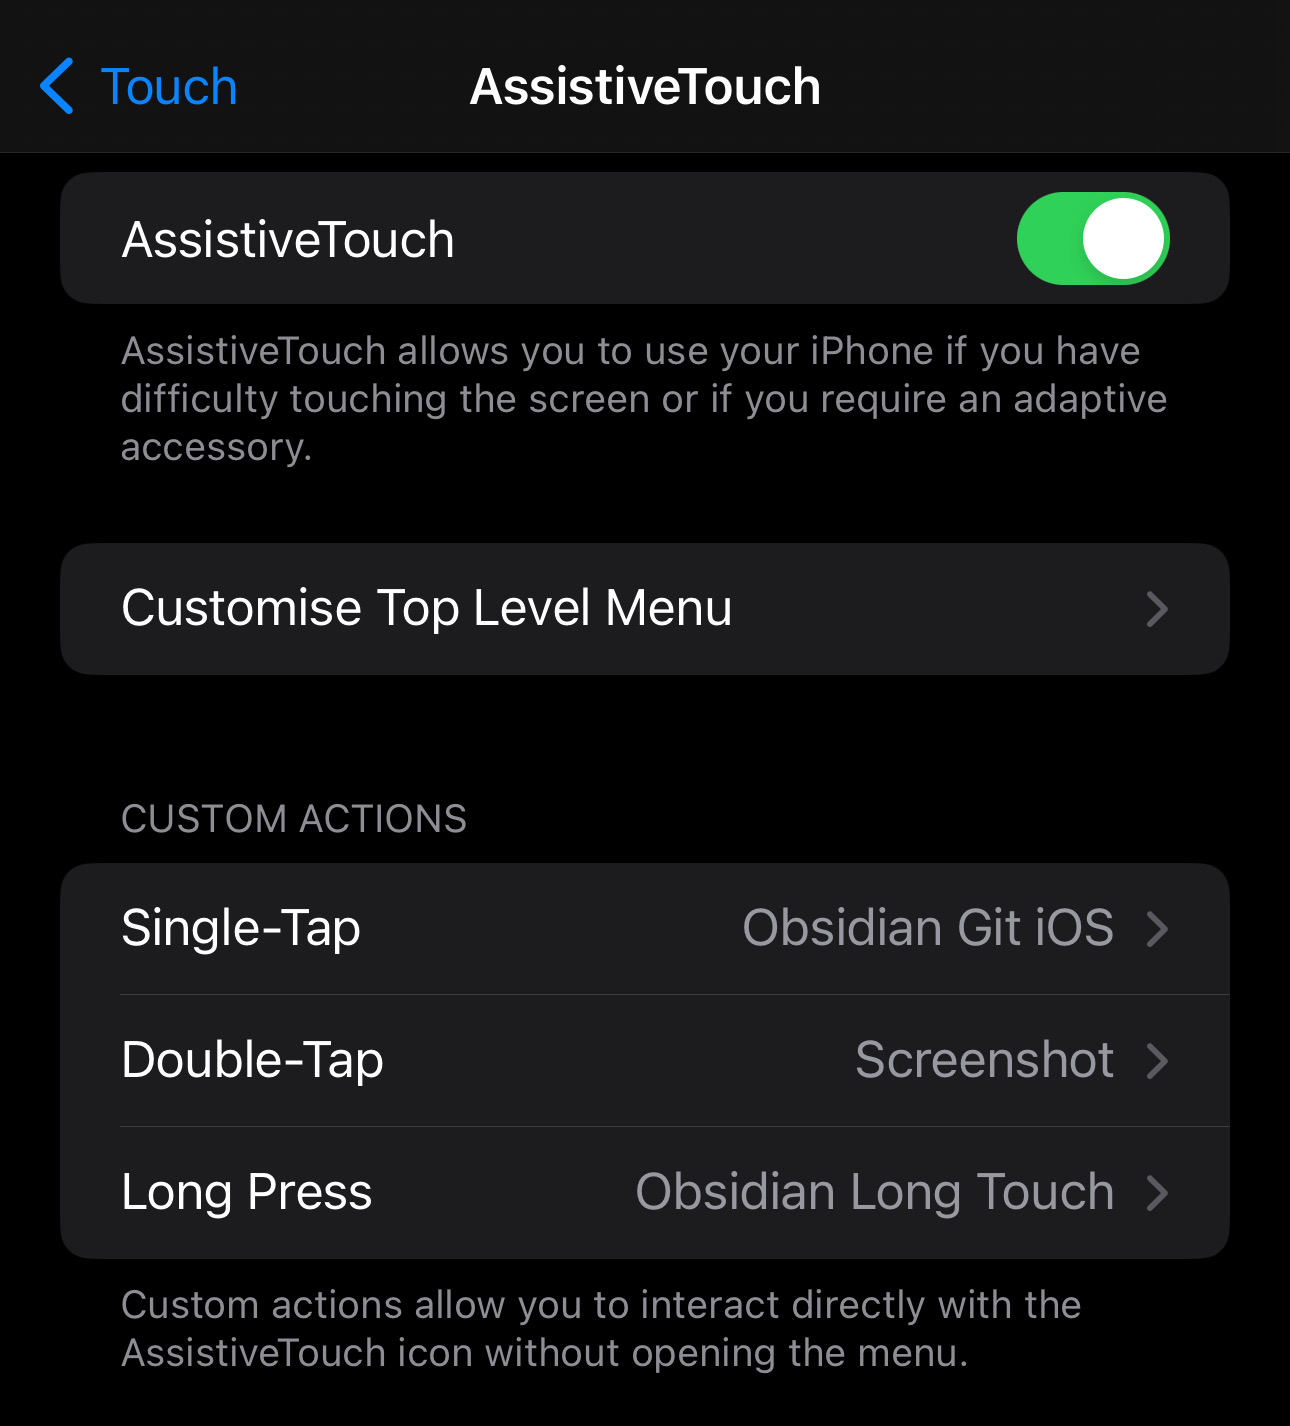 Touch
AssistiveTouch
AssistiveTouch
AssistiveTouch allows you to use your iPhone if you have
difficulty touching the screen or if you require an adaptive
accessory.
Customise Top Level Menu
CUSTOM ACTIONS
Single-Tap
Obsidian Git iOS
Double-Tap
Screenshot
Long Press
Obsidian Long Touch
Custom actions allow you to interact directly with the
AssistiveTouch icon without opening the menu.